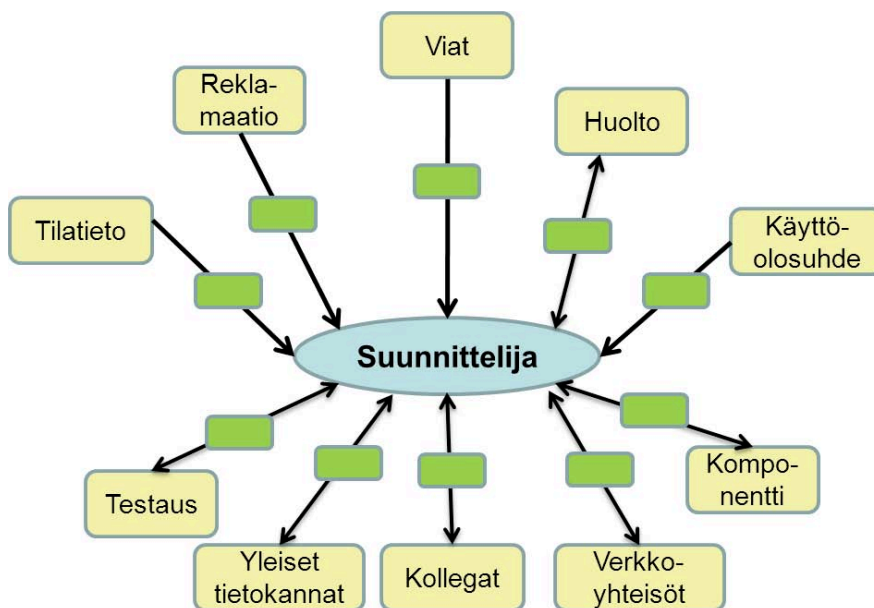 Viat
Rekla-
maatio
Huolto
Tilatieto
Käyttö-
olosuhde
Suunnittelija
Testaus
Kompo-
nentti
Yleiset
tietokannat
Kollegat
Verkko-
yhteisöt